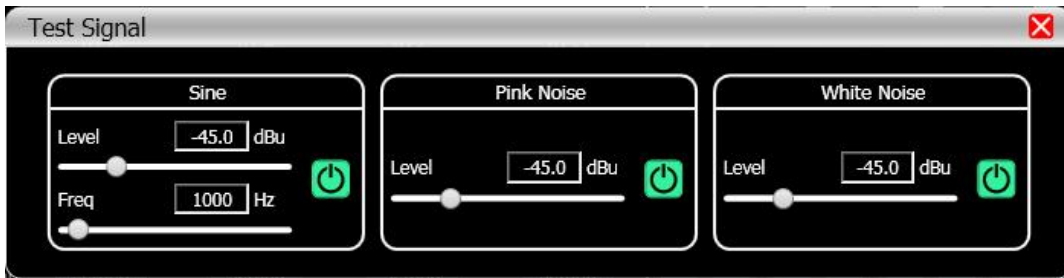 Test Signal
Sine
Level -45.0 dBu
Freq 1000 Hz
Pink Noise
Level -45.0 dBu
White Noise
Level -45.0 dBu